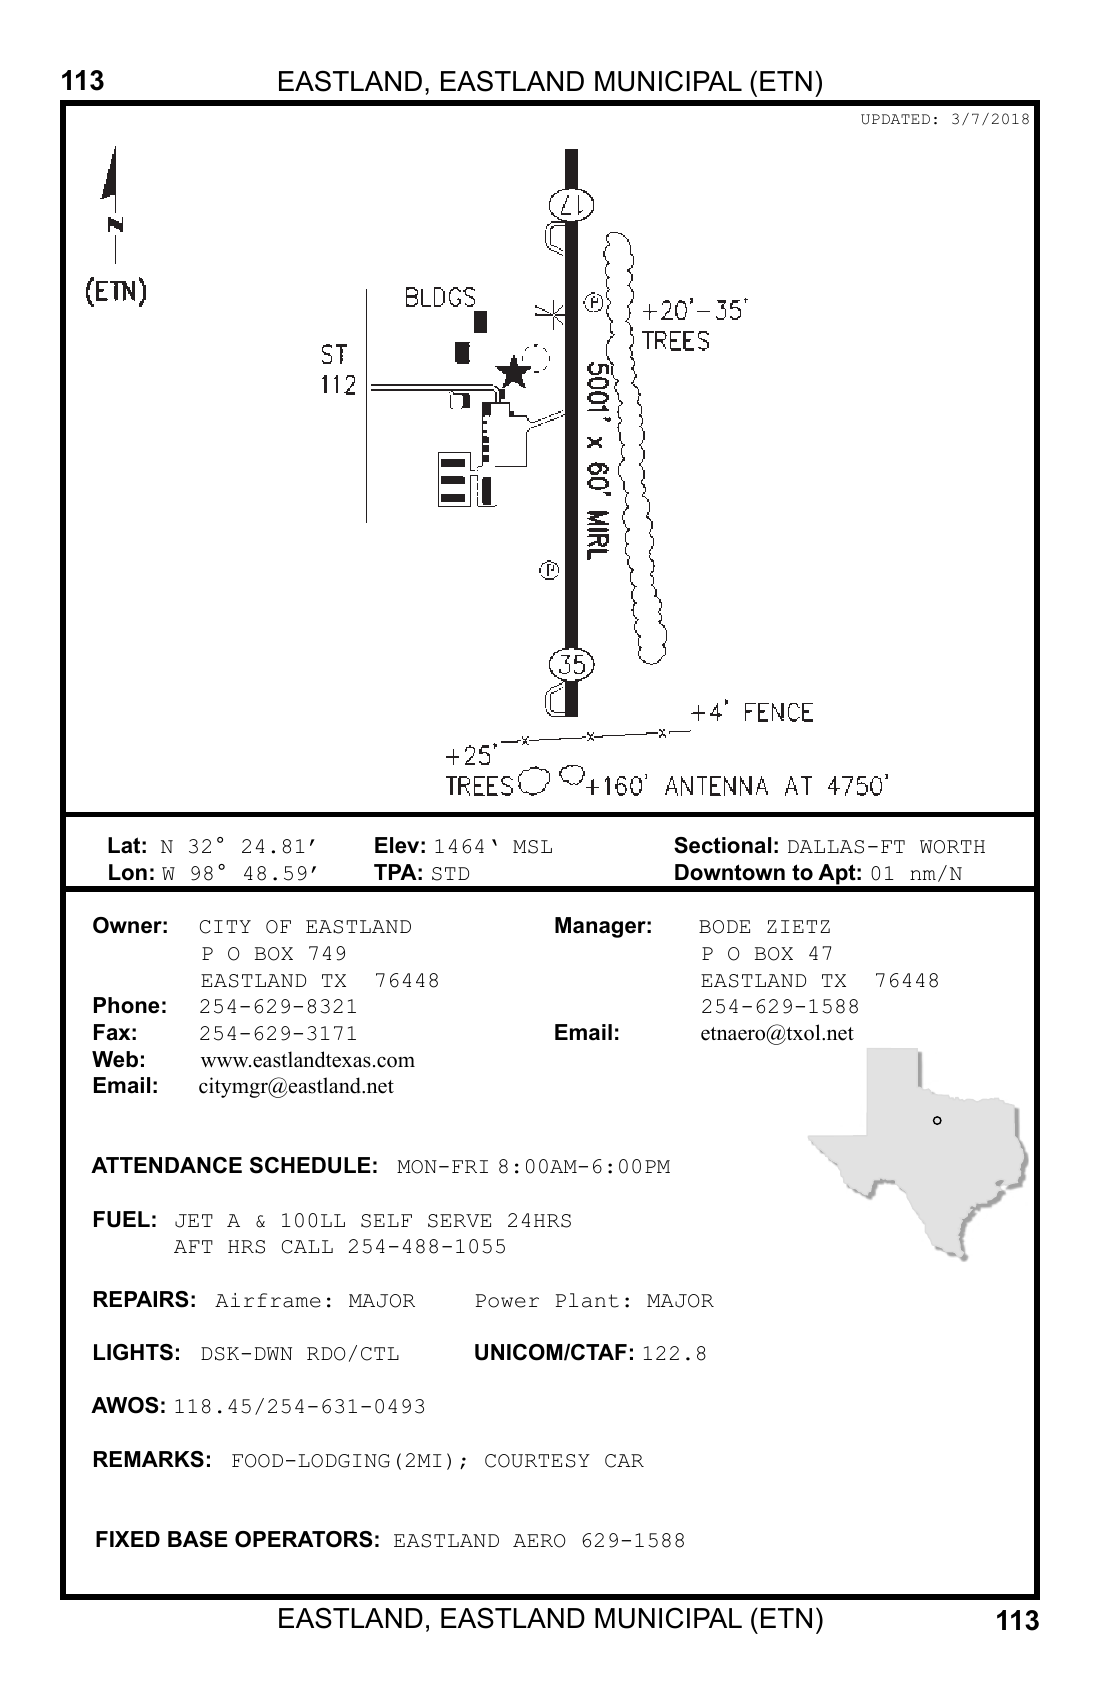 113 EASTLAND, EASTLAND MUNICIPAL (ETN)
UPDATED: 3/7/2018
N
(ETN)
17
BLDGS
P
+20'-35'
TREES
ST
112
5001' x 60' MIRL
P
35
+4' FENCE
x x x
+25'
TREES +160' ANTENNA AT 4750'
Lat: N 32° 24.81’ Elev: 1464‘ MSL Sectional: DALLAS-FT WORTH
Lon: W 98° 48.59’ TPA: STD Downtown to Apt: 01 nm/N
Owner: CITY OF EASTLAND Manager: BODE ZIETZ
P O BOX 749 P O BOX 47
EASTLAND TX 76448 EASTLAND TX 76448
Phone: 254-629-8321 254-629-1588
Fax: 254-629-3171 Email: etnaero@txol.net
Web: www.eastlandtexas.com
Email: citymgr@eastland.net
ATTENDANCE SCHEDULE: MON-FRI 8:00AM-6:00PM
FUEL: JET A & 100LL SELF SERVE 24HRS
AFT HRS CALL 254-488-1055
REPAIRS: Airframe: MAJOR Power Plant: MAJOR
LIGHTS: DSK-DWN RDO/CTL UNICOM/CTAF: 122.8
AWOS: 118.45/254-631-0493
REMARKS: FOOD-LODGING(2MI); COURTESY CAR
FIXED BASE OPERATORS: EASTLAND AERO 629-1588
EASTLAND, EASTLAND MUNICIPAL (ETN) 113